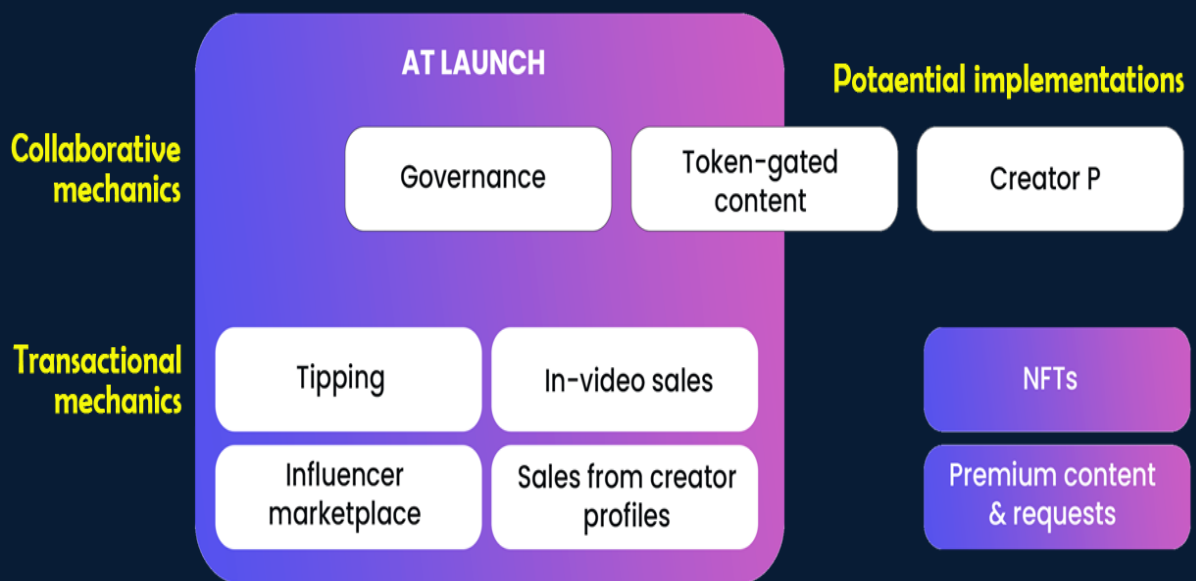 AT LAUNCH
Potaential implementations
Collaborative
mechanics
Governance
Token-gated
content
Creator P
Transactional
mechanics
Tipping
In-video sales
NFTs
Influencer
marketplace
Sales from creator
profiles
Premium content
& requests